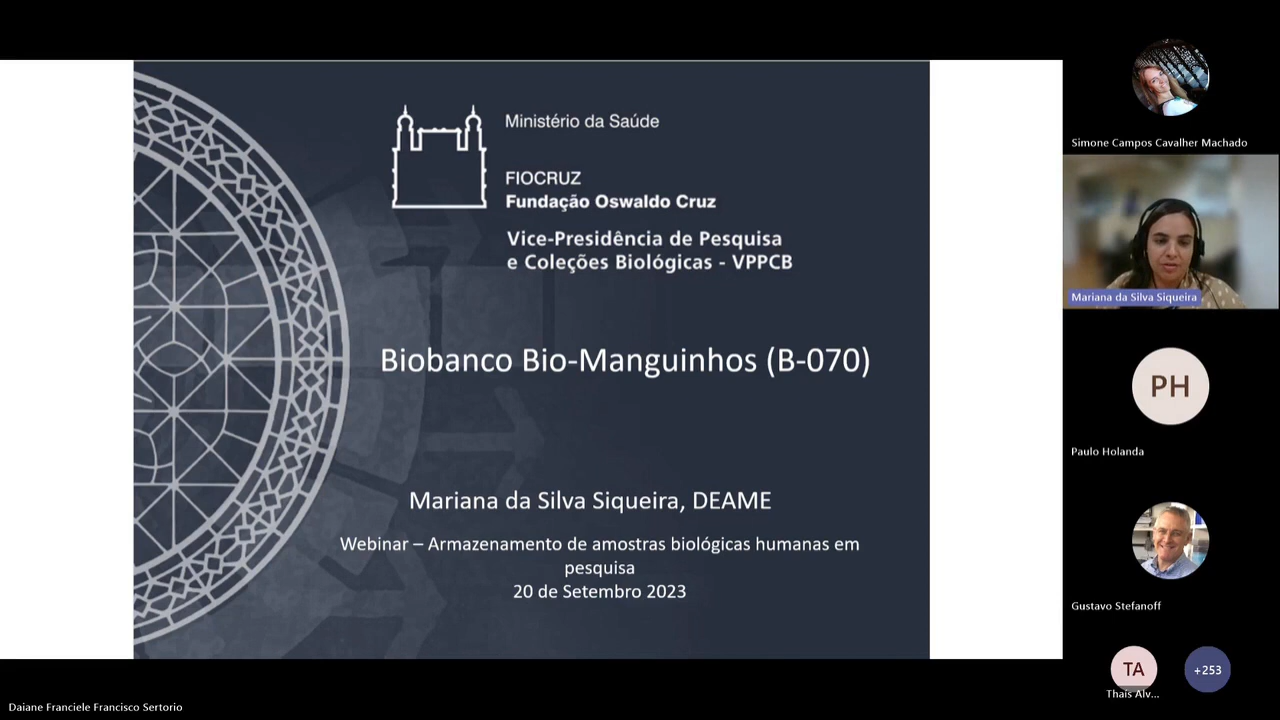 Ministério da Saúde
FIOCRUZ
Fundação Oswaldo Cruz
Vice-Presidência de Pesquisa
e Coleções Biológicas - VPPCB
Biobanco Bio-Manguinhos (B-070)
Mariana da Silva Siqueira, DEAME
Webinar – Armazenamento de amostras biológicas humanas em
pesquisa
20 de Setembro 2023
Simone Campos Cavalher Machado
Mariana da Silva Siqueira
PH
Paulo Holanda
Gustavo Stefanoff
TA
+253
Thaís Alv...
Daiane Franciele Francisco Sertorio